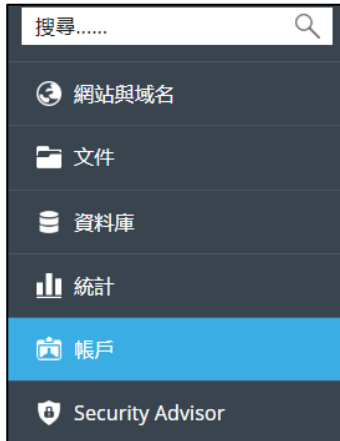 搜尋......
網站與域名
文件
資料庫
統計
帳戶
Security Advisor